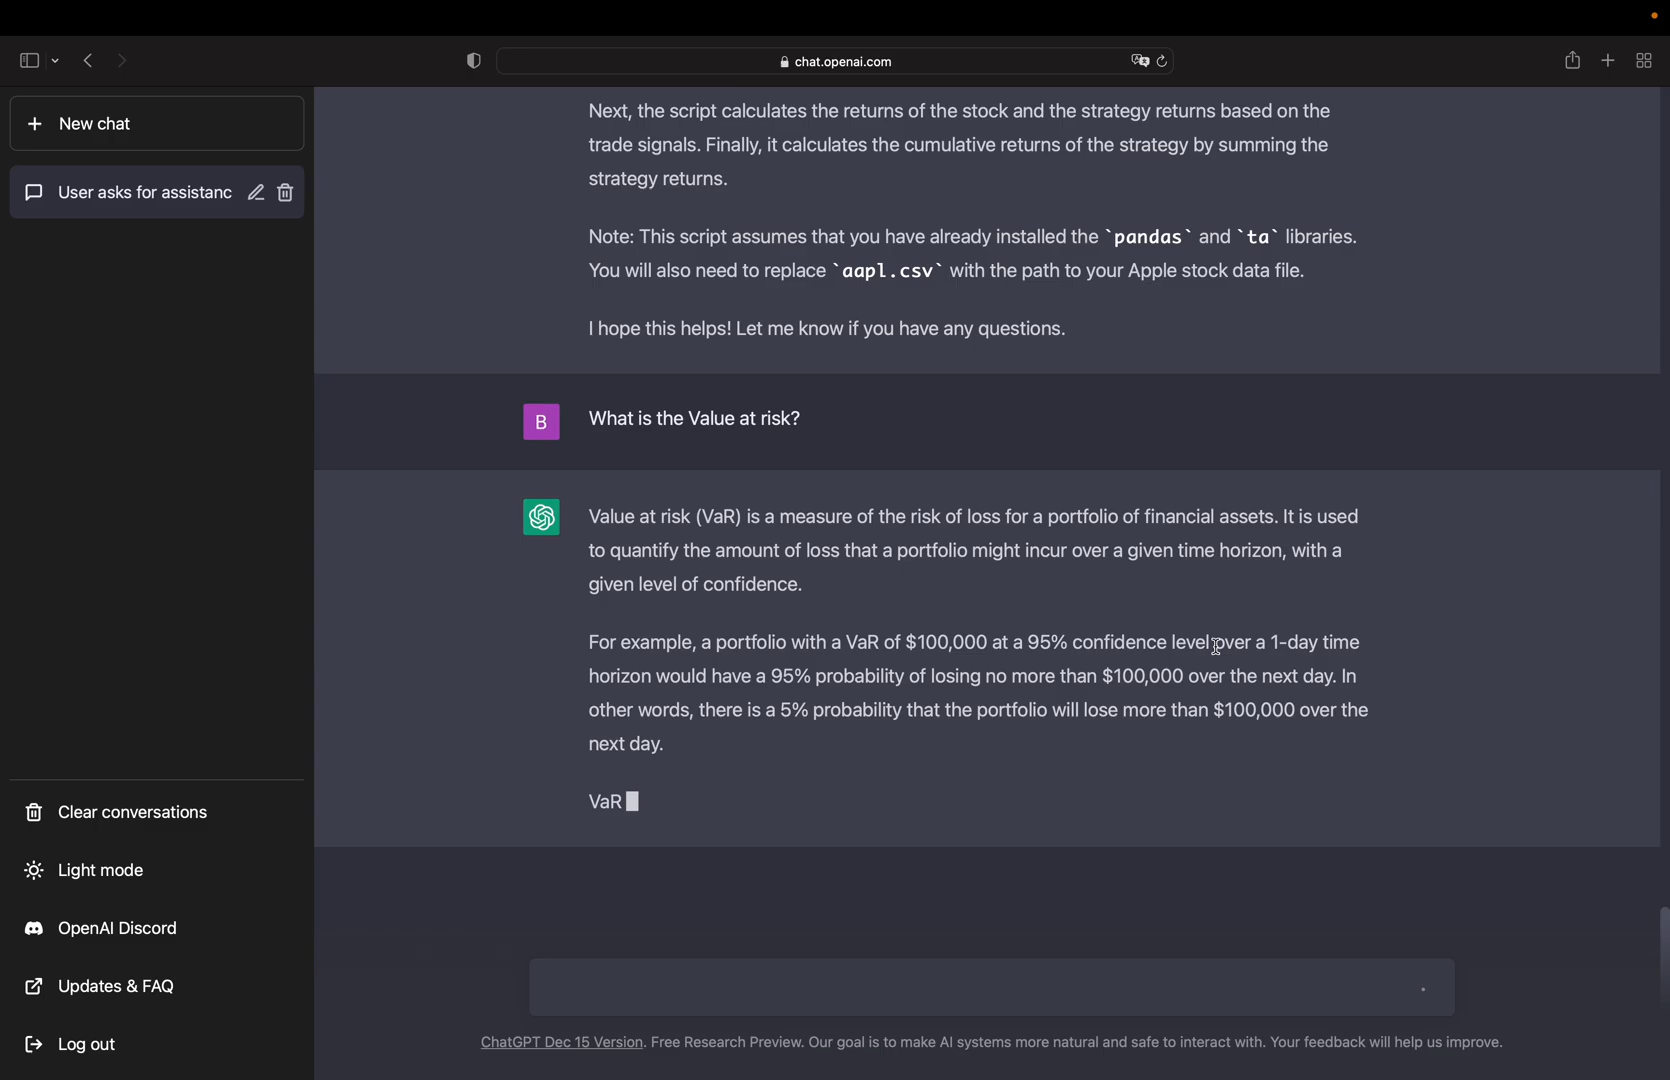 chat.openai.com
New chat
User asks for assistanc
Next, the script calculates the returns of the stock and the strategy returns based on the
trade signals. Finally, it calculates the cumulative returns of the strategy by summing the
strategy returns.
Note: This script assumes that you have already installed the `pandas` and `ta` libraries.
You will also need to replace `aapl.csv` with the path to your Apple stock data file.
I hope this helps! Let me know if you have any questions.
B
What is the Value at risk?
Value at risk (VaR) is a measure of the risk of loss for a portfolio of financial assets. It is used
to quantify the amount of loss that a portfolio might incur over a given time horizon, with a
given level of confidence.
For example, a portfolio with a VaR of $100,000 at a 95% confidence level over a 1-day time
horizon would have a 95% probability of losing no more than $100,000 over the next day. In
other words, there is a 5% probability that the portfolio will lose more than $100,000 over the
next day.
VaR
Clear conversations
Light mode
OpenAI Discord
Updates & FAQ
Log out
ChatGPT Dec 15 Version. Free Research Preview. Our goal is to make AI systems more natural and safe to interact with. Your feedback will help us improve.